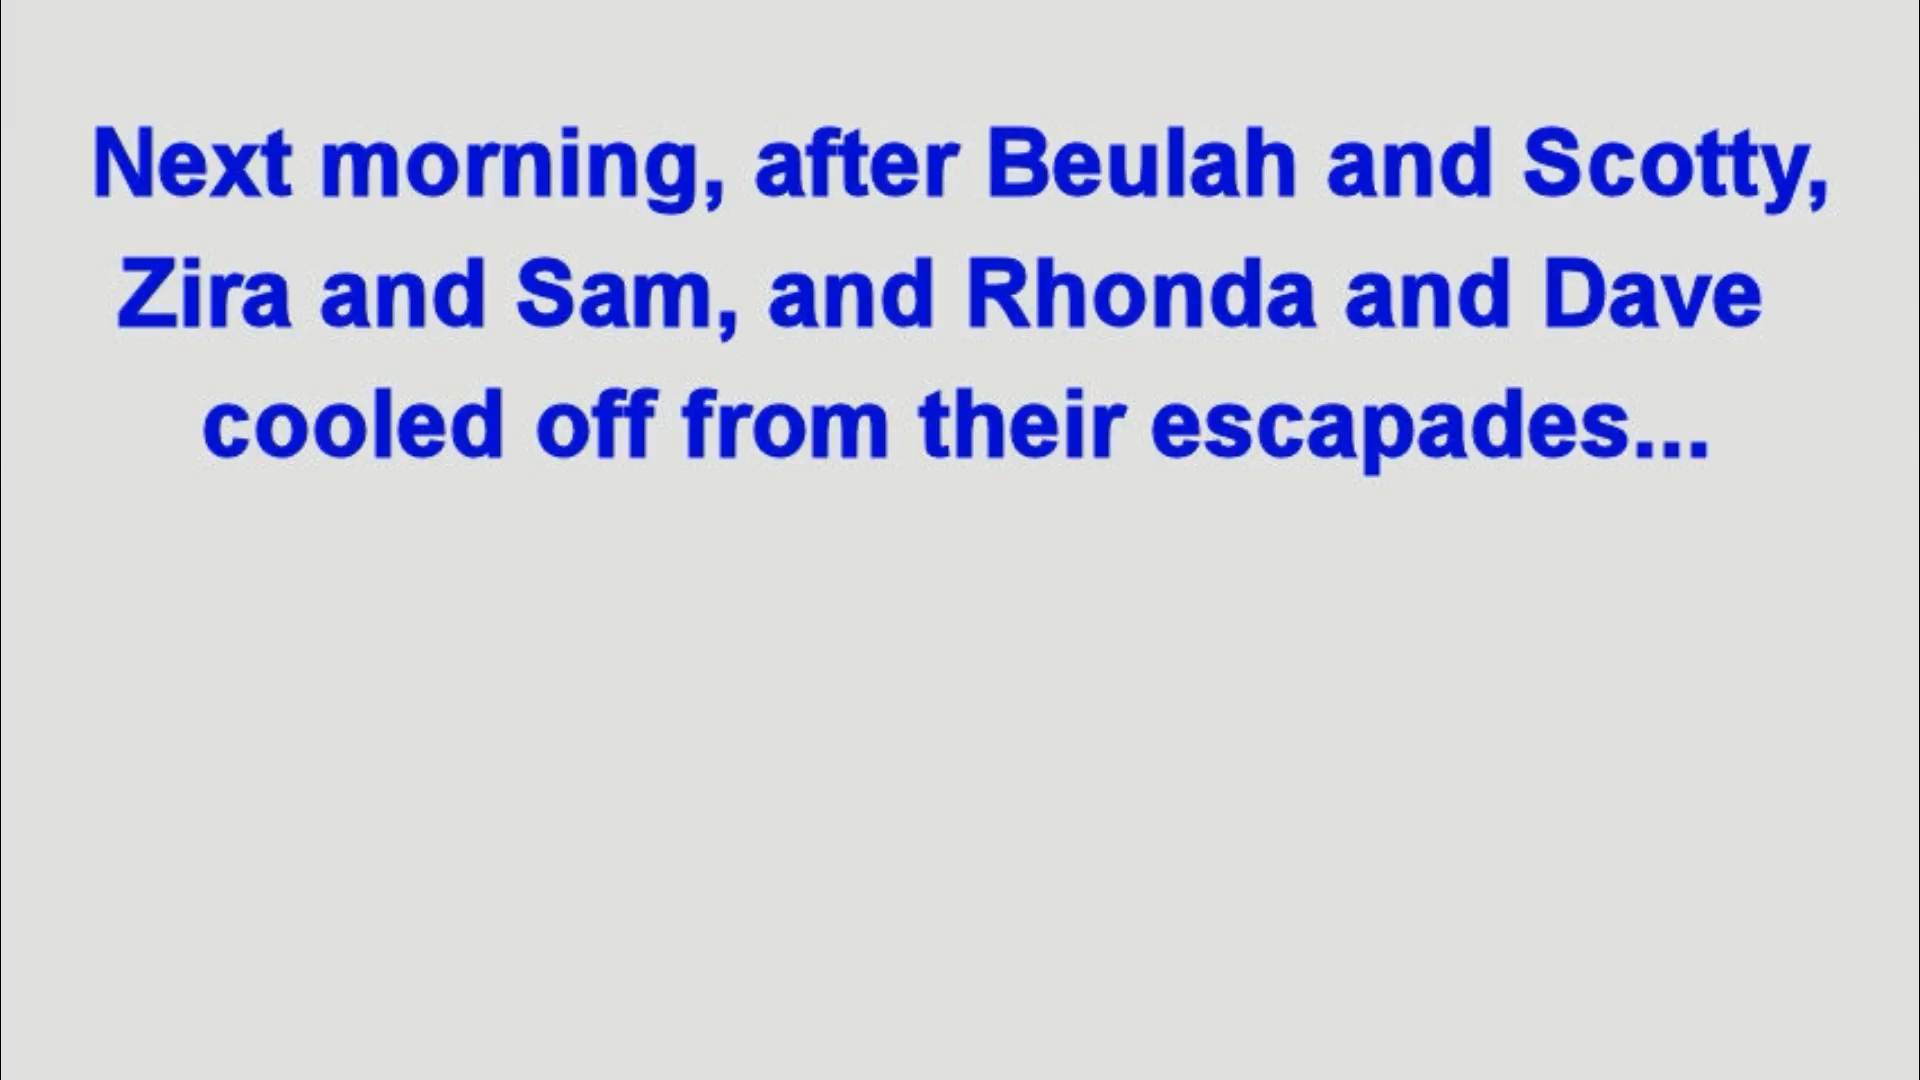 Next morning, after Beulah and Scotty,
Zira and Sam, and Rhonda and Dave
cooled off from their escapades...